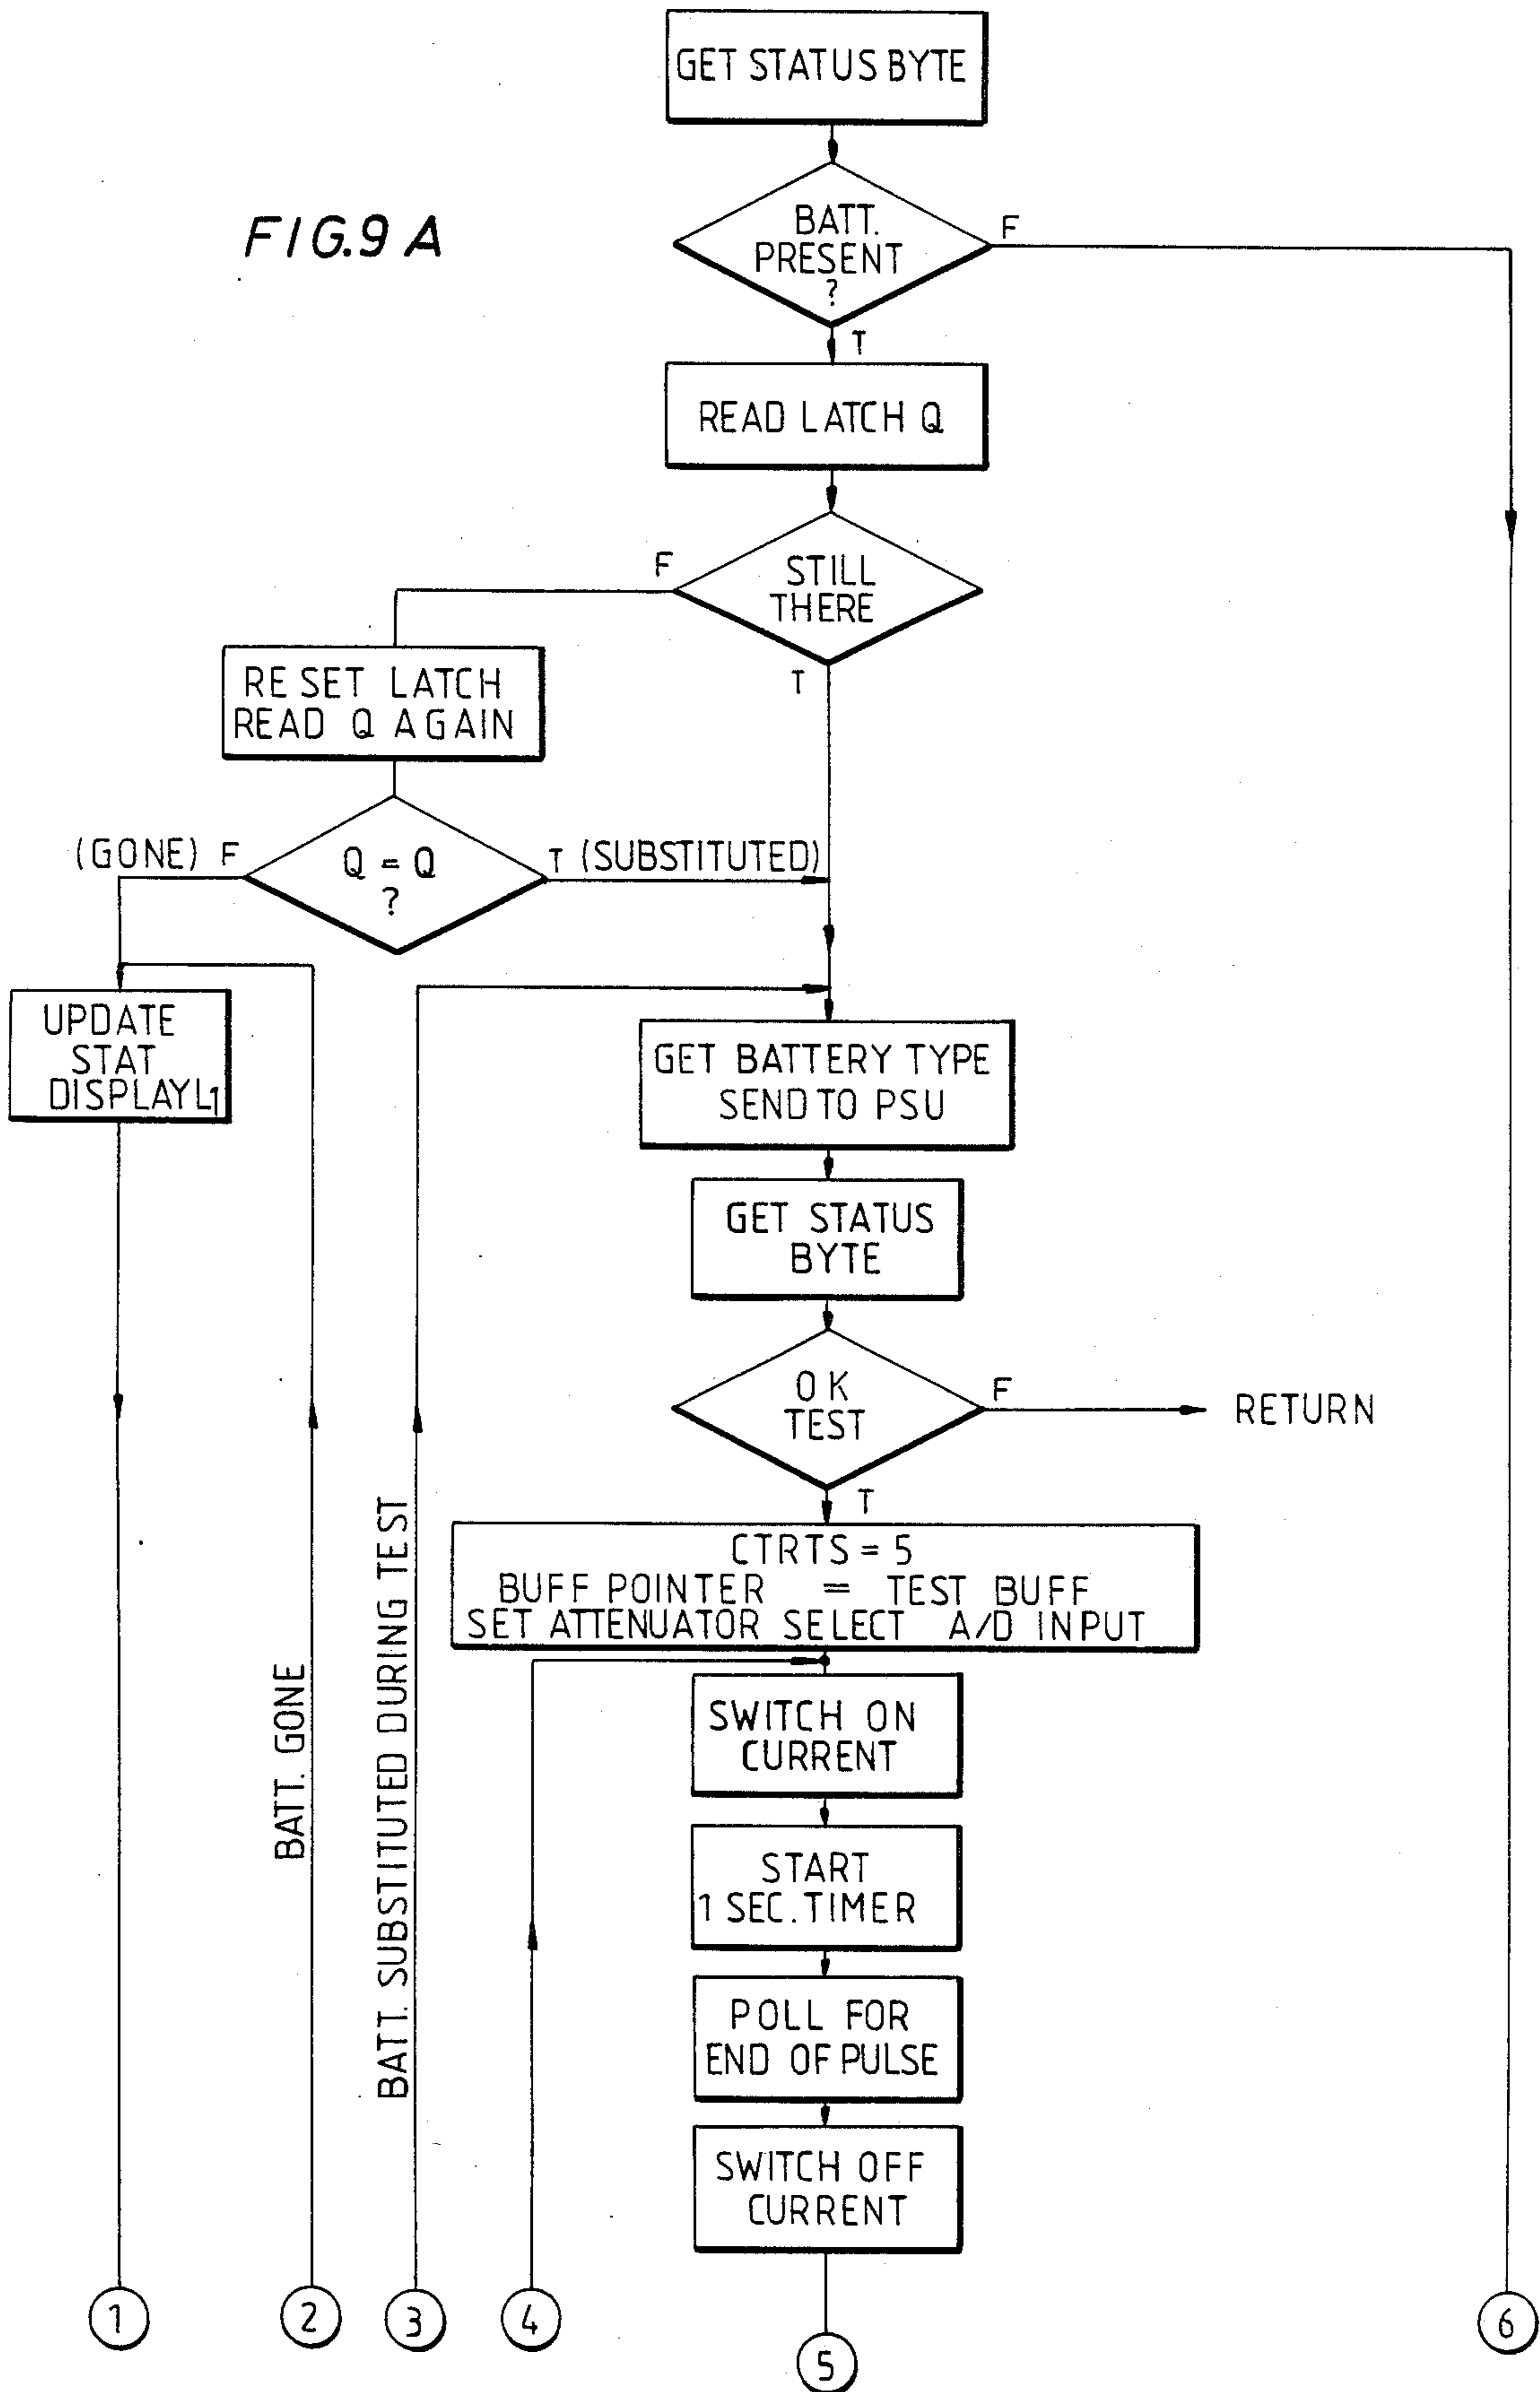 GET STATUS BYTE
FIG.9A
BATT.
PRESENT
?
F
T
READ LATCH Q
STILL
THERE
F
T
RESET LATCH
READ Q AGAIN
(GONE) F
Q = Q
?
T (SUBSTITUTED)
UPDATE
STAT
DISPLAYL1
GET BATTERY TYPE
SEND TO PSU
GET STATUS
BYTE
OK
TEST
F
RETURN
T
CTRTS = 5
BUFF POINTER = TEST BUFF
SET ATTENUATOR SELECT A/D INPUT
BATT. GONE
BATT. SUBSTITUTED DURING TEST
SWITCH ON
CURRENT
START
1 SEC. TIMER
POLL FOR
END OF PULSE
SWITCH OFF
CURRENT
1
2
3
4
5
6